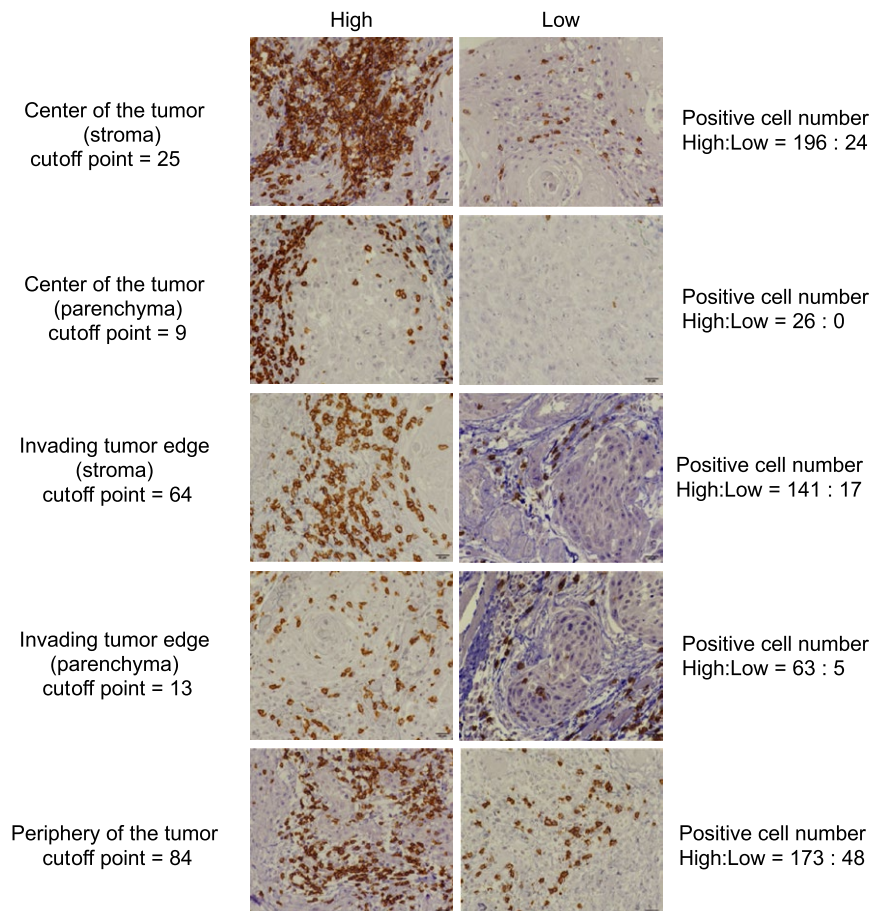 High
Low
Center of the tumor
(stroma)
cutoff point = 25
Positive cell number
High:Low = 196 : 24
Center of the tumor
(parenchyma)
cutoff point = 9
Positive cell number
High:Low = 26 : 0
Invading tumor edge
(stroma)
cutoff point = 64
Positive cell number
High:Low = 141 : 17
Invading tumor edge
(parenchyma)
cutoff point = 13
Positive cell number
High:Low = 63 : 5
Periphery of the tumor
cutoff point = 84
Positive cell number
High:Low = 173 : 48